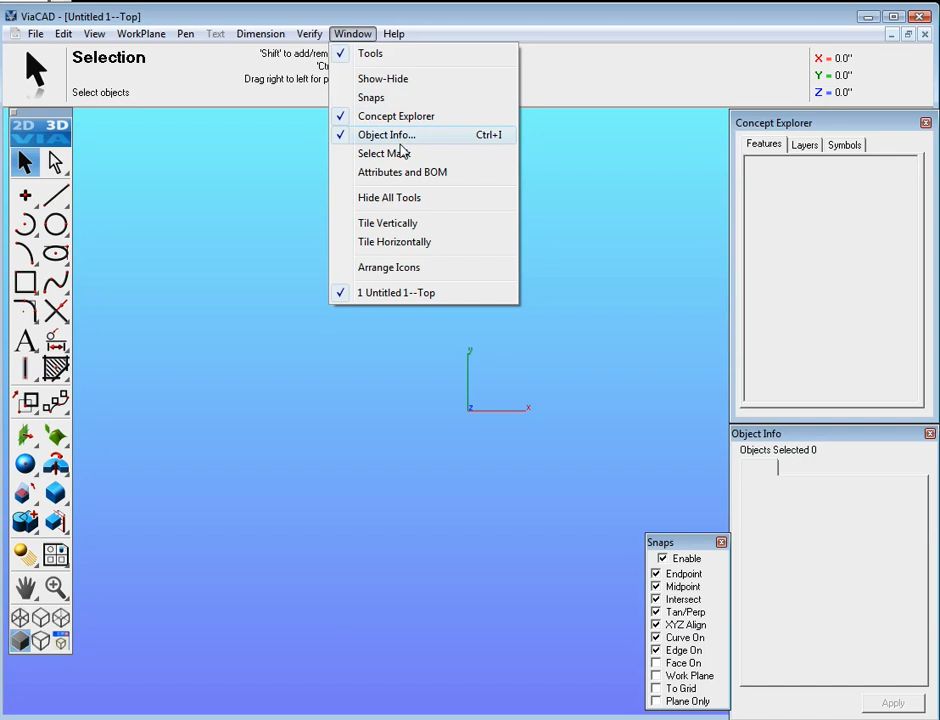 ViaCAD - [Untitled 1--Top]
File Edit View WorkPlane Pen Text Dimension Verify Window Help
Selection
Select objects
'Shift' to add/rem
'Ctr
Drag right to left for p
X = 0.0"
Y = 0.0"
Z = 0.0"
Tools
Show-Hide
Snaps
Concept Explorer
Object Info... Ctrl+I
Select Mask
Attributes and BOM
Hide All Tools
Tile Vertically
Tile Horizontally
Arrange Icons
1 Untitled 1--Top
2D 3D
VIA
A
y
z
x
Concept Explorer
Features Layers Symbols
Object Info
Objects Selected 0
Apply
Snaps
Enable
Endpoint
Midpoint
Intersect
Tan/Perp
XYZ Align
Curve On
Edge On
Face On
Work Plane
To Grid
Plane Only